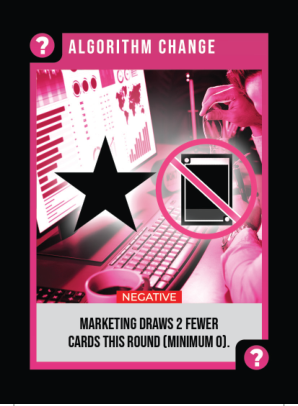 ?
ALGORITHM CHANGE
NEGATIVE
MARKETING DRAWS 2 FEWER
CARDS THIS ROUND (MINIMUM 0).
?